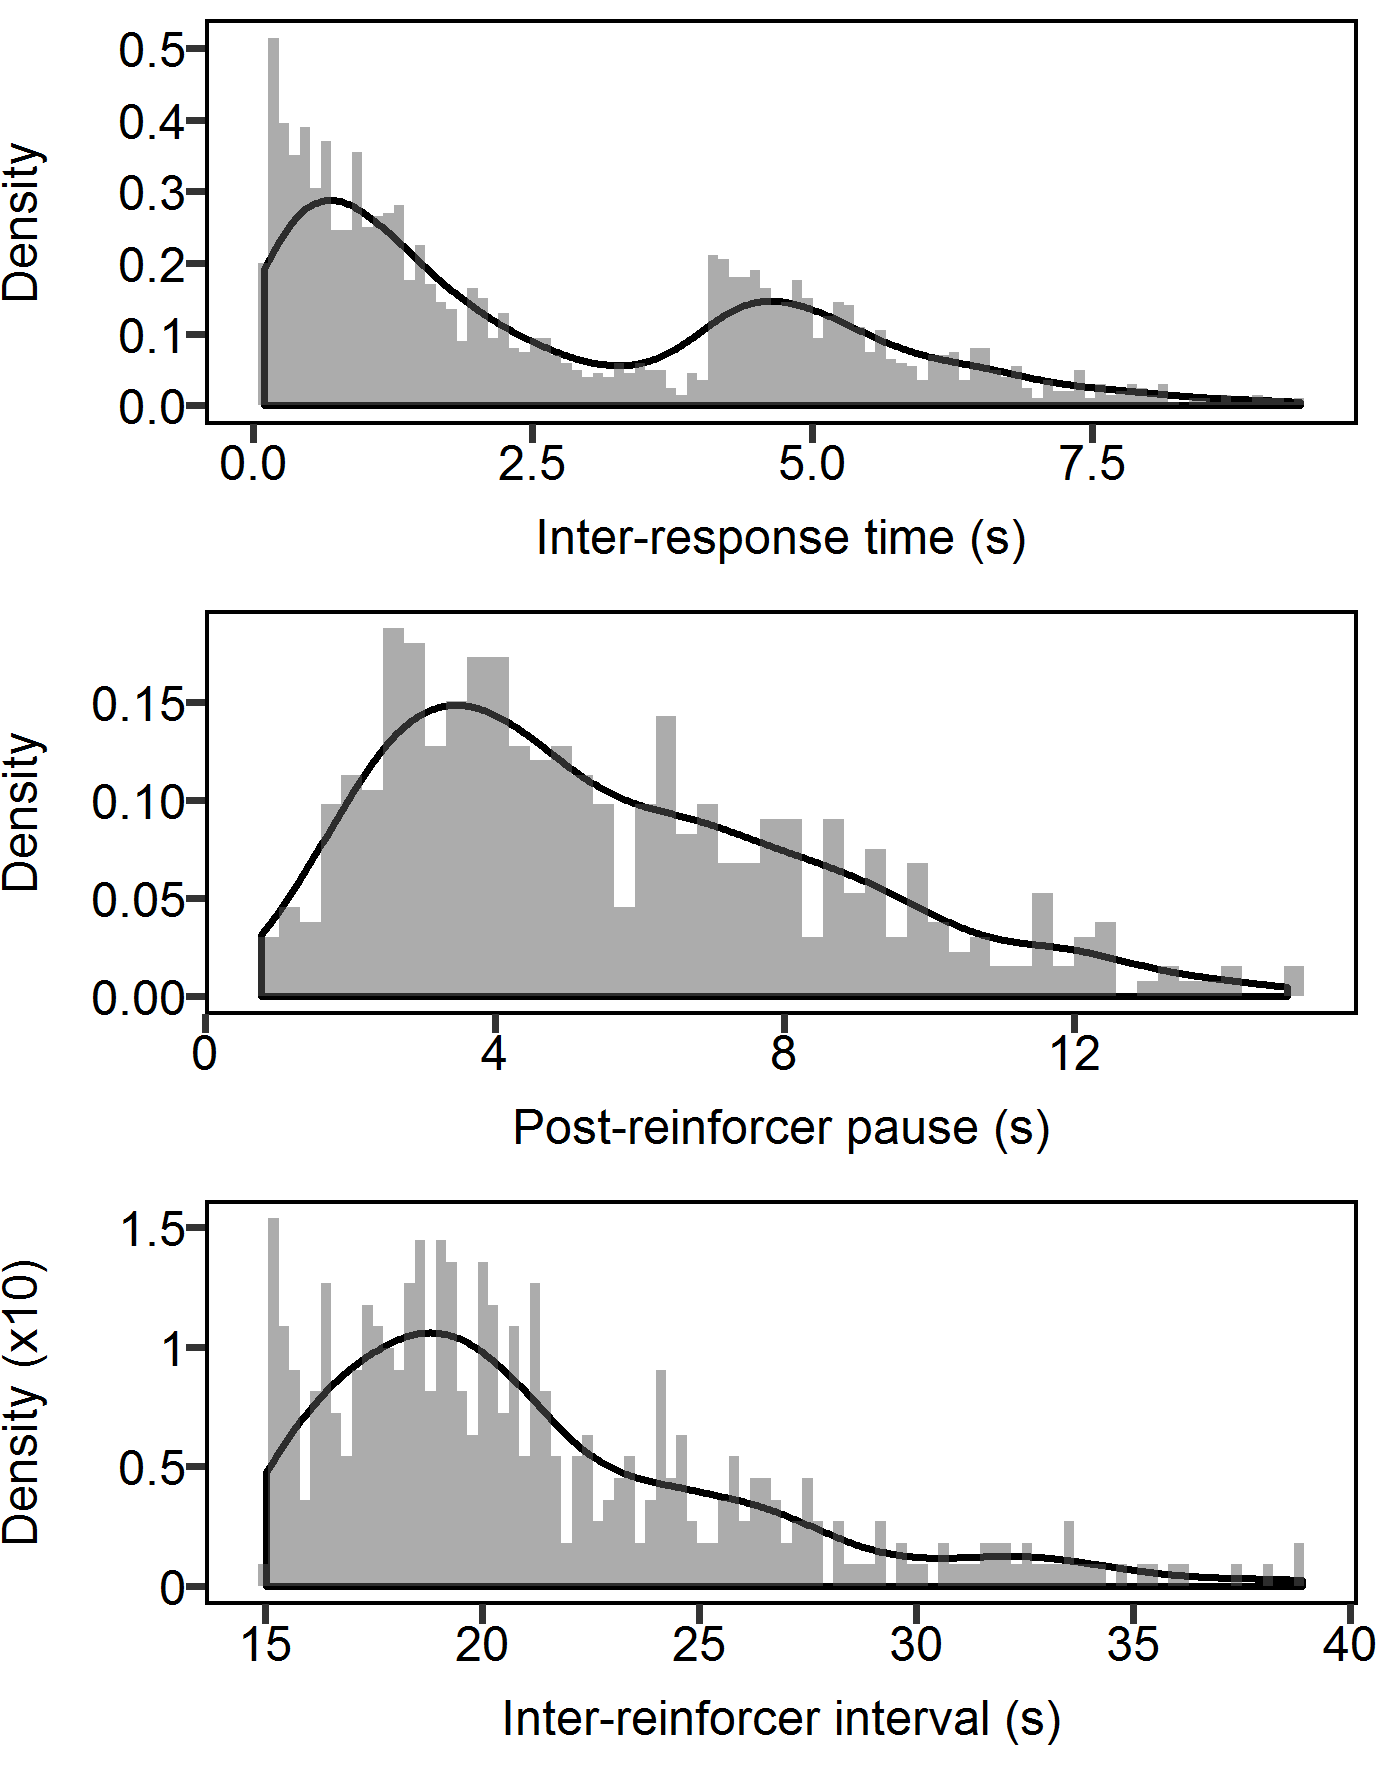 Density
0.5
0.4
0.3
0.2
0.1
0.0
0.0 2.5 5.0 7.5
Inter-response time (s)
Density
0.15
0.10
0.05
0.00
0 4 8 12
Post-reinforcer pause (s)
Density (x10)
1.5
1
0.5
0
15 20 25 30 35 40
Inter-reinforcer interval (s)